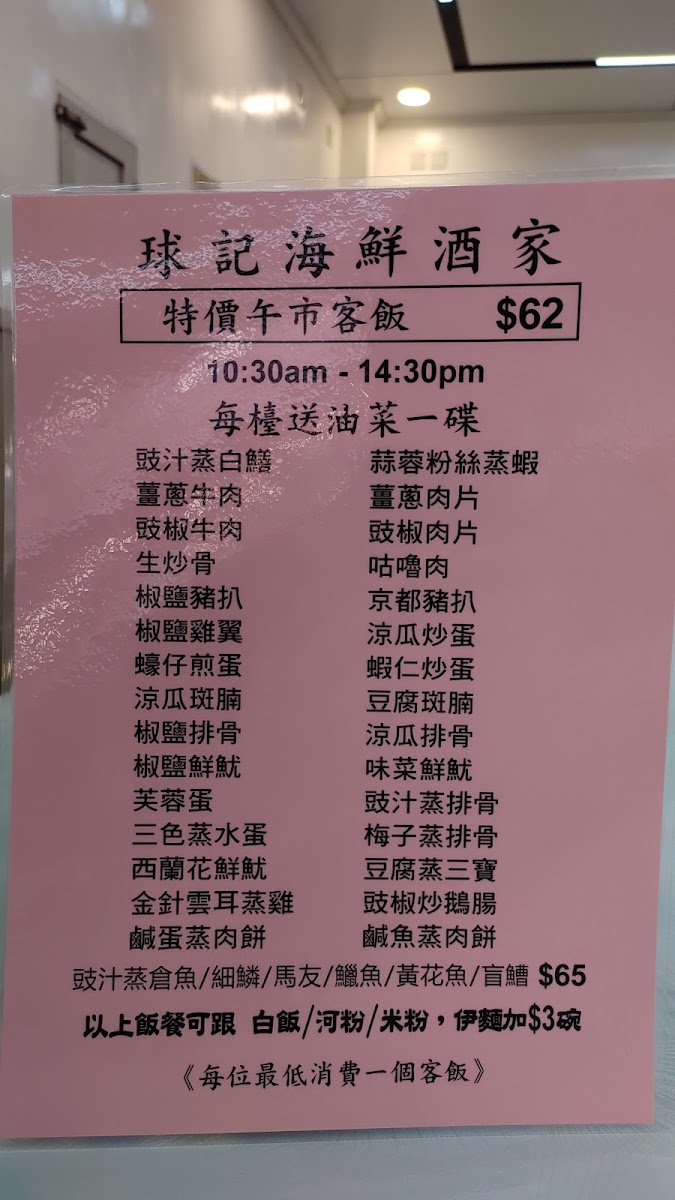 球記海鮮酒家
特價午市客飯 $62
10:30am - 14:30pm
每檯送油菜一碟
豉汁蒸白鱔 蒜蓉粉絲蒸蝦
薑蔥牛肉 薑蔥肉片
豉椒牛肉 豉椒肉片
生炒骨 咕嚕肉
椒鹽豬扒 京都豬扒
椒鹽雞翼 涼瓜炒蛋
蠔仔煎蛋 蝦仁炒蛋
涼瓜斑腩 豆腐斑腩
椒鹽排骨 涼瓜排骨
椒鹽鮮魷 味菜鮮魷
芙蓉蛋 豉汁蒸排骨
三色蒸水蛋 梅子蒸排骨
西蘭花鮮魷 豆腐蒸三寶
金針雲耳蒸雞 豉椒炒鵝腸
鹹蛋蒸肉餅 鹹魚蒸肉餅
豉汁蒸倉魚/細鱗/馬友/鱲魚/黃花魚/盲鰽 $65
以上飯餐可跟 白飯/河粉/米粉，伊麵加$3碗
《每位最低消費一個客飯》